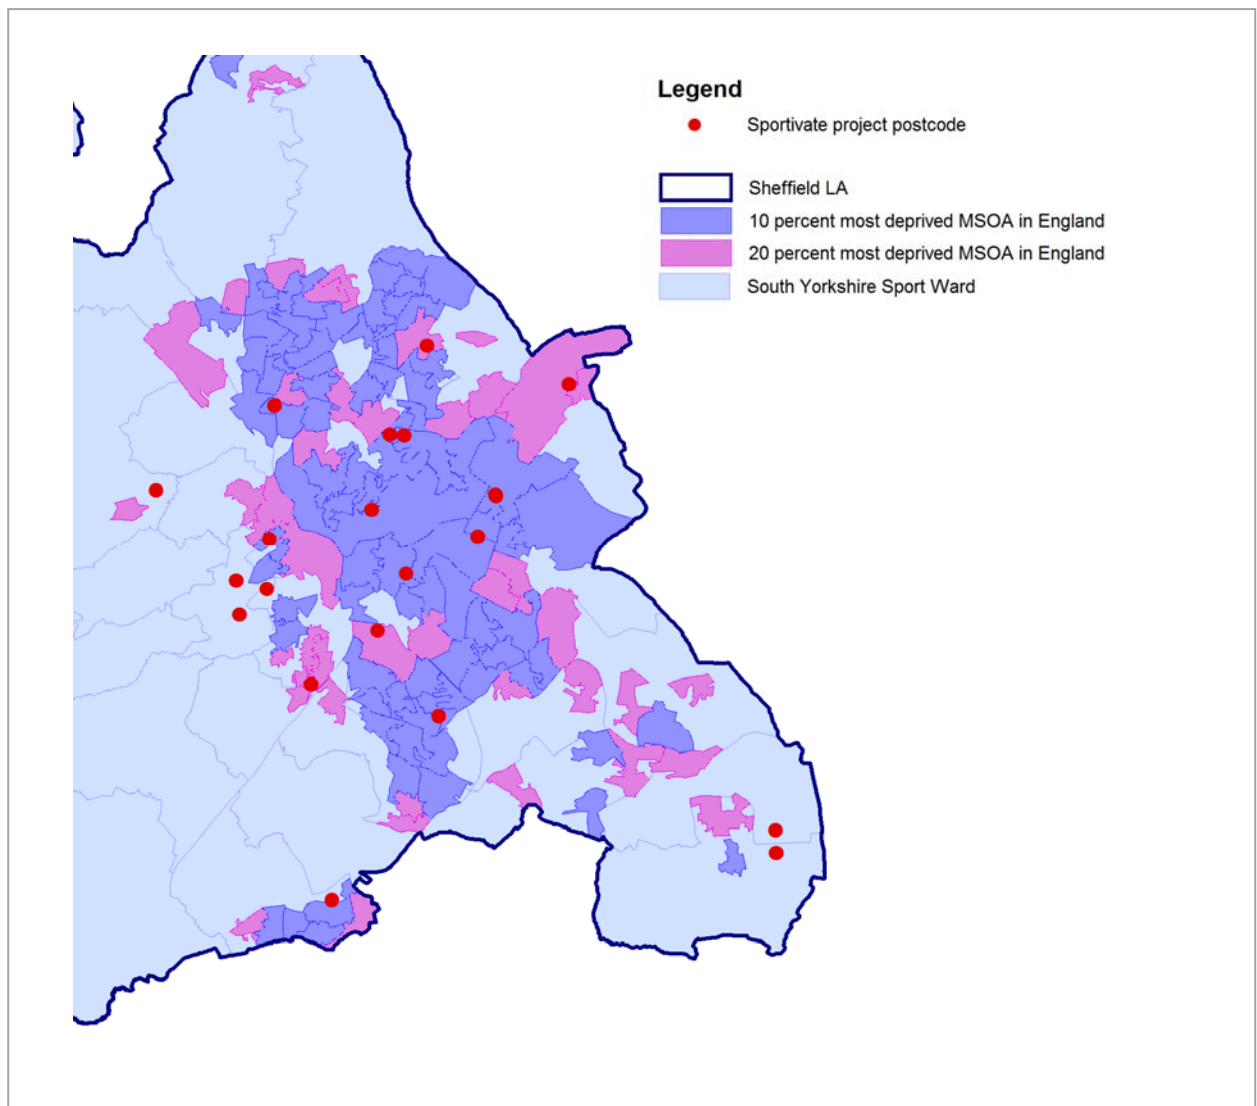 Legend
Sportivate project postcode
Sheffield LA
10 percent most deprived MSOA in England
20 percent most deprived MSOA in England
South Yorkshire Sport Ward